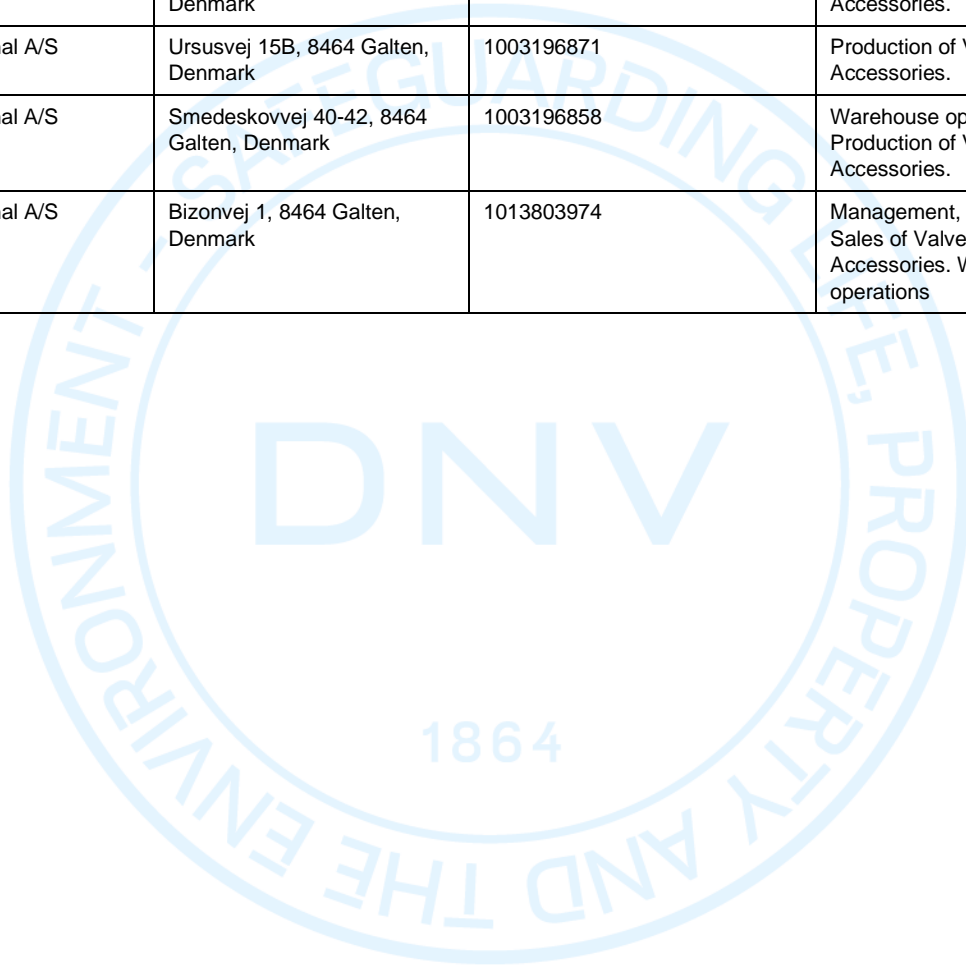 Denmark
Accessories.
al A/S
Ursusvej 15B, 8464 Galten,
Denmark
1003196871
Production of
Accessories.
al A/S
Smedeskovvej 40-42, 8464
Galten, Denmark
1003196858
Warehouse op
Production of
Accessories.
al A/S
Bizonvej 1, 8464 Galten,
Denmark
1013803974
Management,
Sales of Valve
Accessories. W
operations
- SAFEGUARDING LIFE, PROPERTY AND THE ENVIRONMENT
DNV
1864